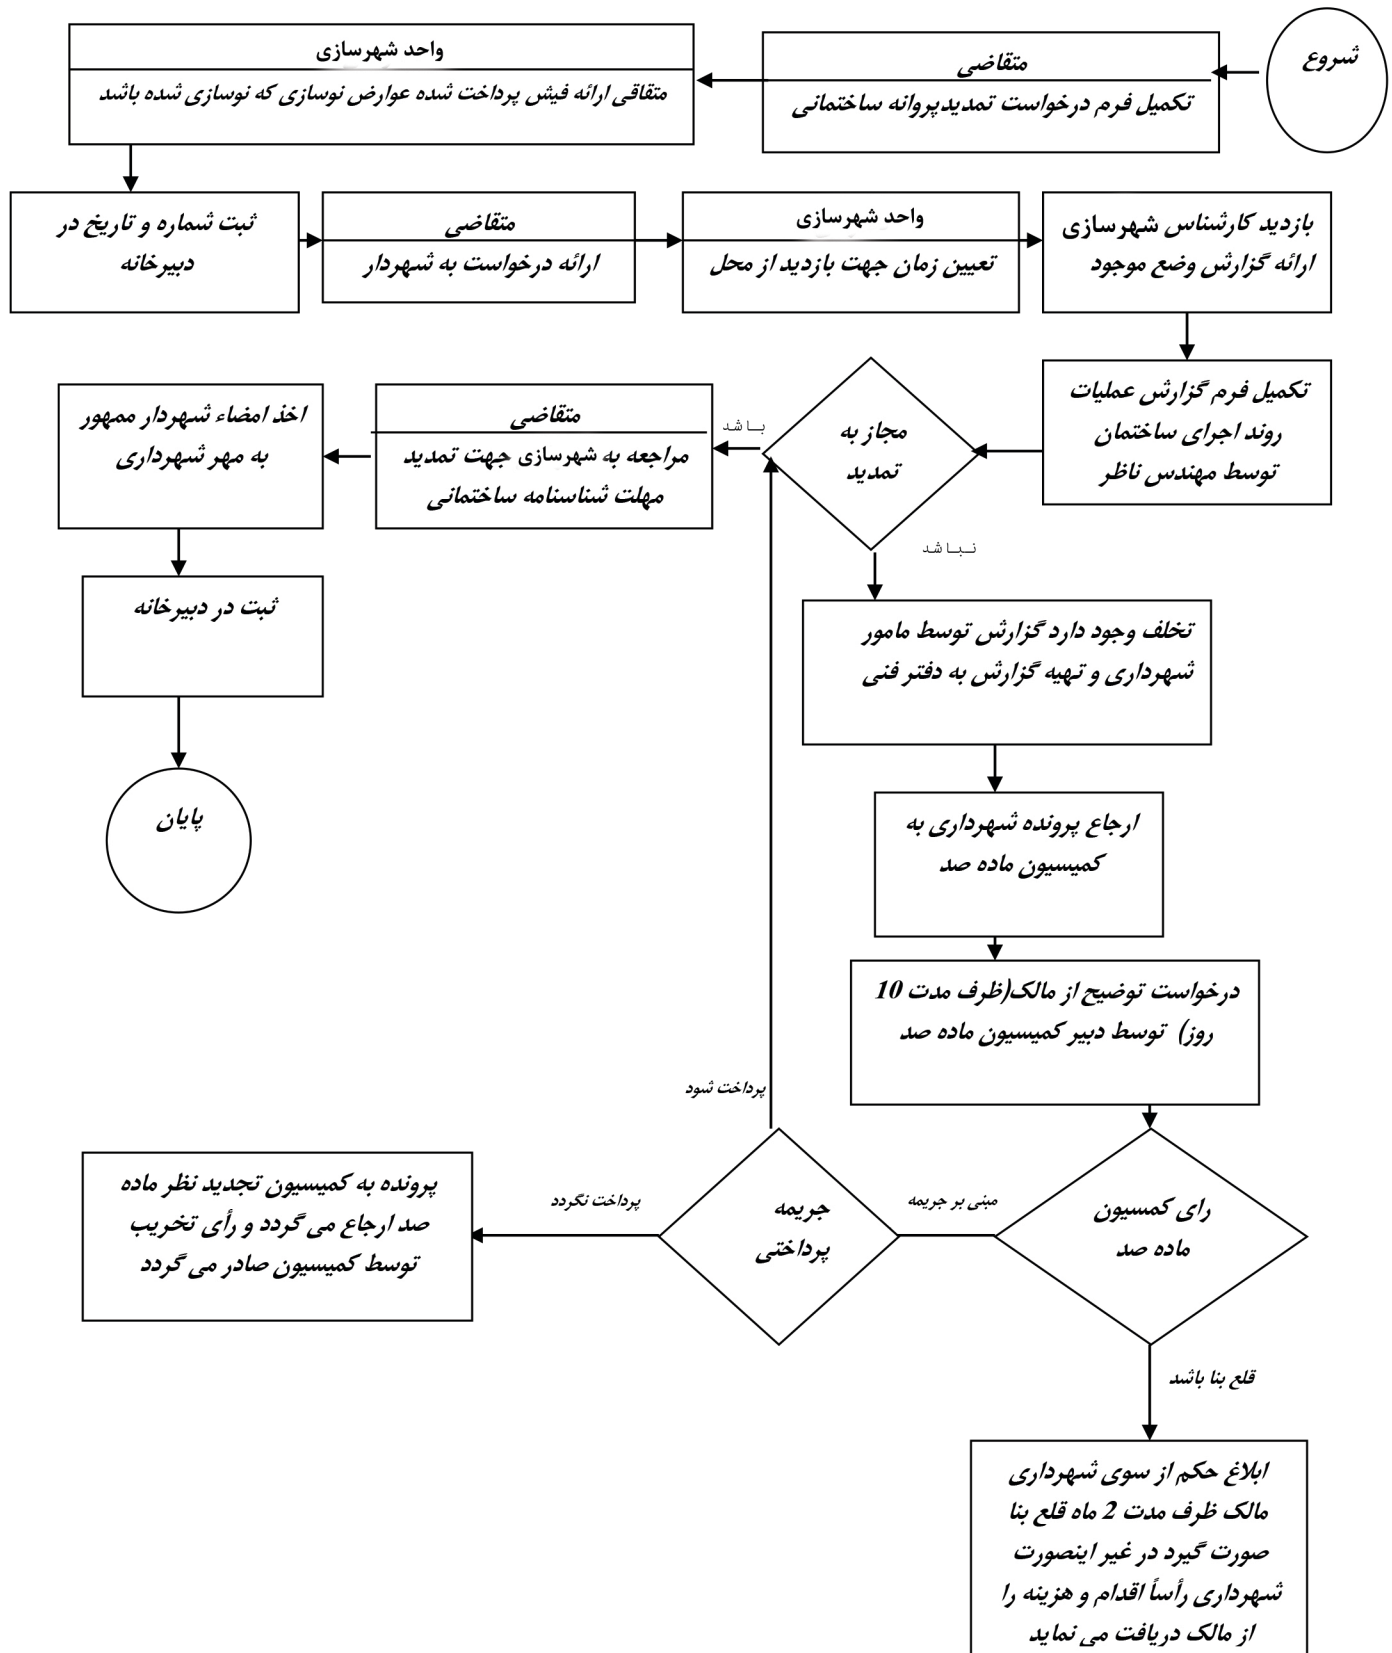 شروع
متقاضی
تکمیل فرم درخواست تمدیدپروانه ساختمانی
واحد شهرسازی
متقاقی ارائه فیش پرداخت شده عوارض نوسازی که نوسازی شده باشد
ثبت شماره و تاریخ در
دبیرخانه
متقاضی
ارائه درخواست به شهردار
واحد شهرسازی
تعیین زمان جهت بازدید از محل
بازدید کارشناس شهرسازی
ارائه گزارش وضع موجود
تکمیل فرم گزارش عملیات
روند اجرای ساختمان
توسط مهندس ناظر
مجاز به
تمدید
باشد
متقاضی
مراجعه به شهرسازی جهت تمدید
مهلت شناسنامه ساختمانی
اخذ امضاء شهردار ممهور
به مهر شهرداری
ثبت در دبیرخانه
پایان
نباشد
تخلف وجود دارد گزارش توسط مامور
شهرداری و تهیه گزارش به دفتر فنی
ارجاع پرونده شهرداری به
کمیسیون ماده صد
درخواست توضیح از مالک(ظرف مدت 10
روز) توسط دبیر کمیسیون ماده صد
رای کمسیون
ماده صد
مبنی بر جریمه
جریمه
پرداختی
پرداخت شود
پرداخت نگردد
پرونده به کمیسیون تجدید نظر ماده
صد ارجاع می گردد و رأی تخریب
توسط کمیسیون صادر می گردد
قلع بنا باشد
ابلاغ حکم از سوی شهرداری
مالک ظرف مدت 2 ماه قلع بنا
صورت گیرد در غیر اینصورت
شهرداری رأساً اقدام و هزینه را
از مالک دریافت می نماید